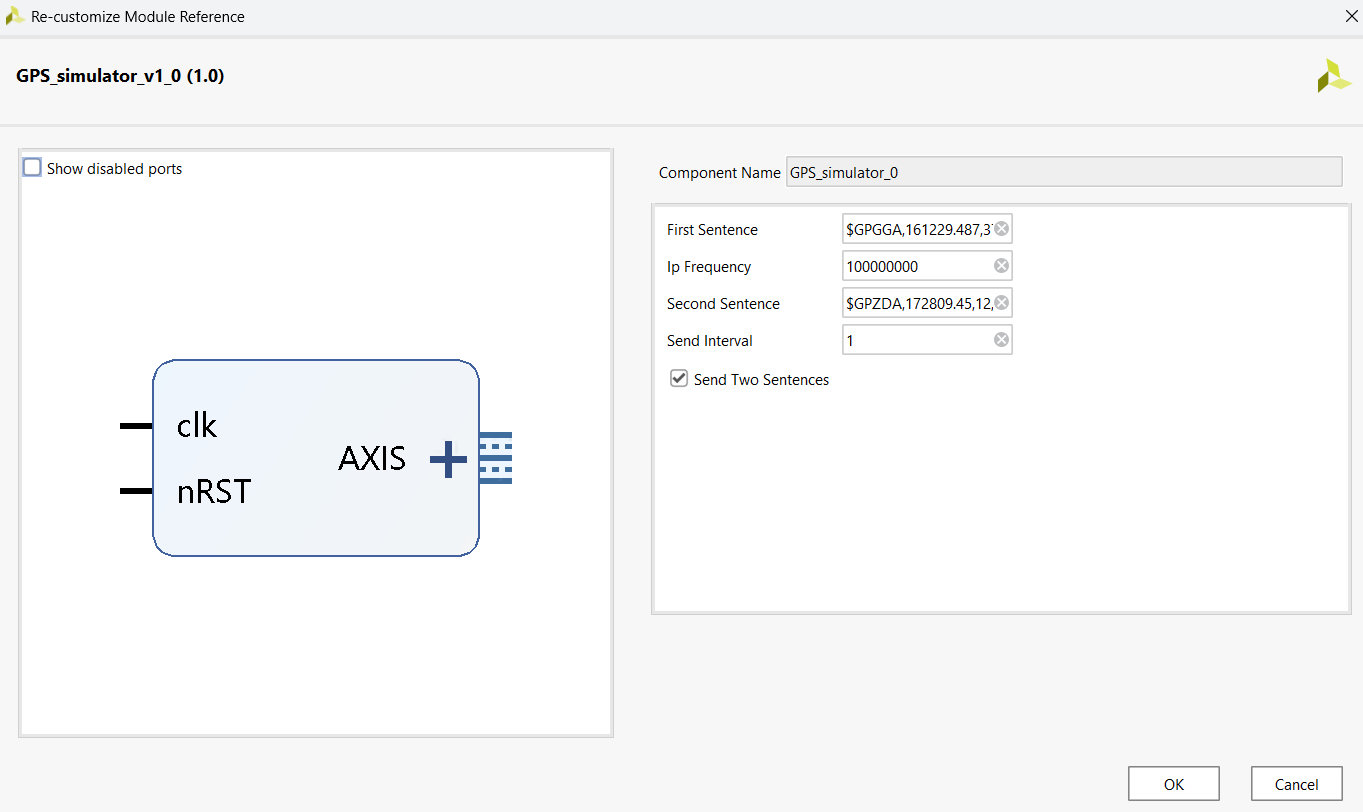 Re-customize Module Reference
GPS_simulator_v1_0 (1.0)
Show disabled ports
clk
nRST
AXIS
Component Name GPS_simulator_0
First Sentence $GPGGA,161229.487,3
Ip Frequency 100000000
Second Sentence $GPZDA,172809.45,12,
Send Interval 1
Send Two Sentences
OK Cancel